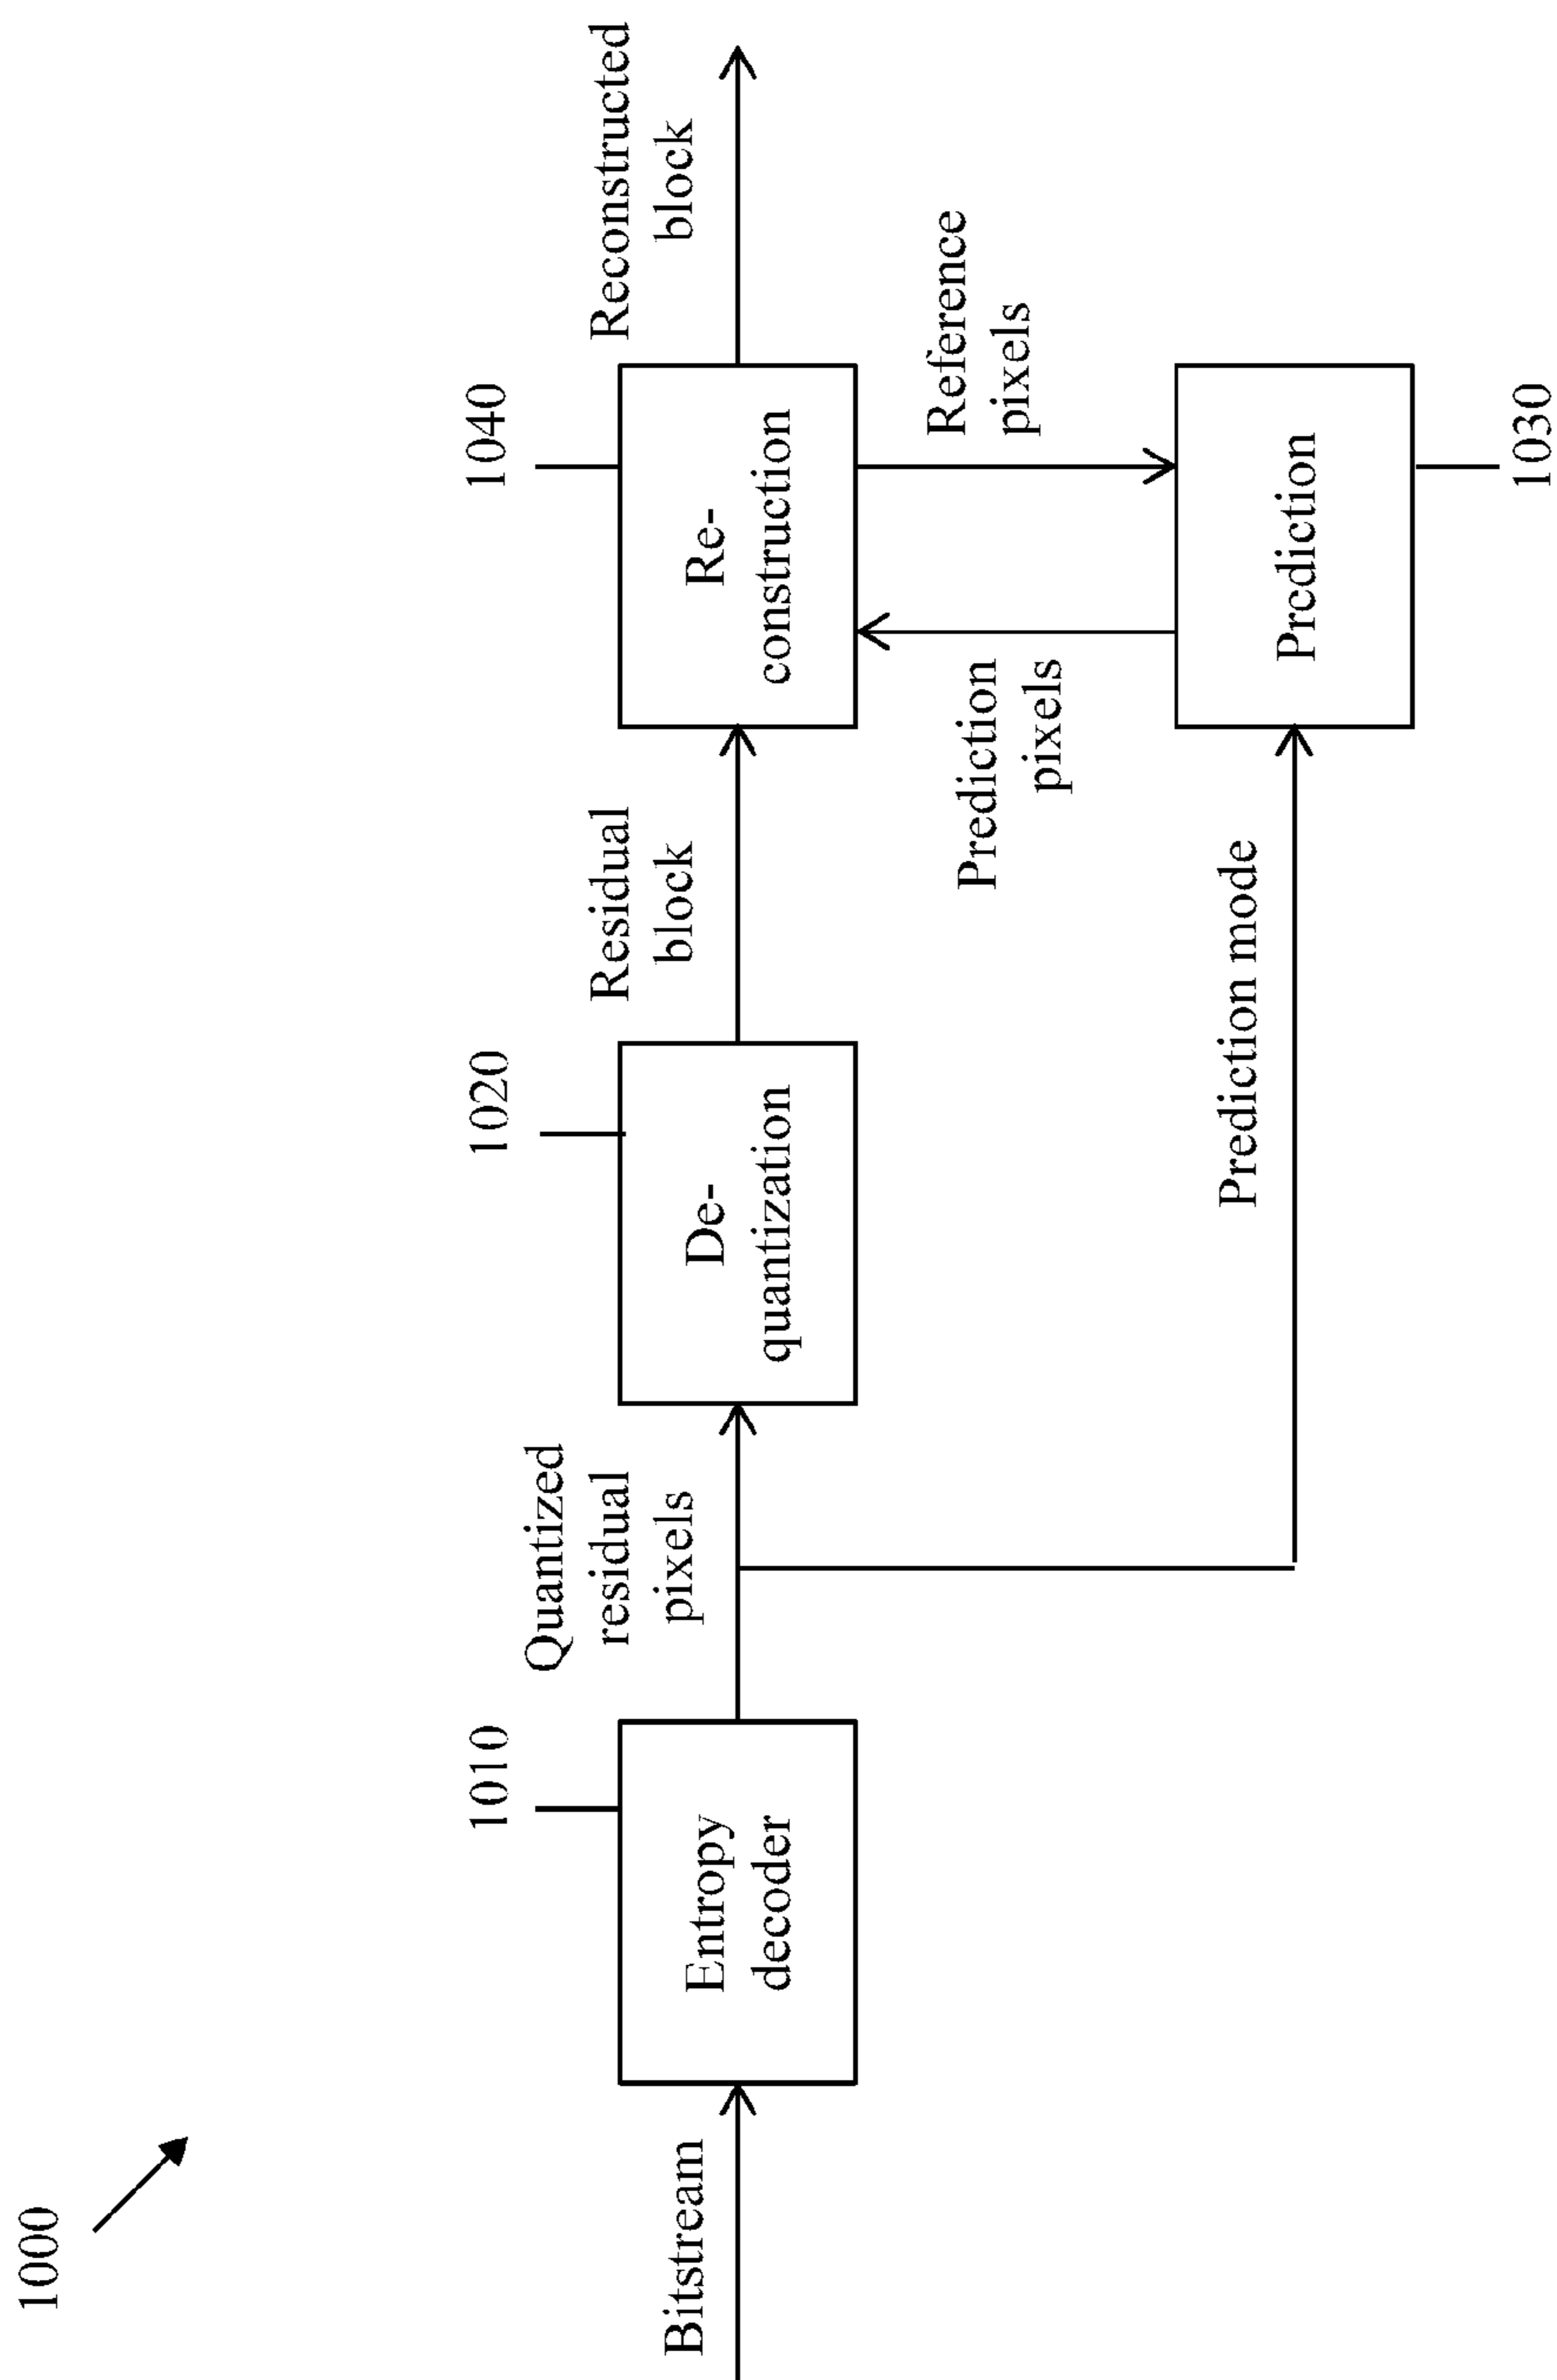 1000
Bitstream
1010
Entropy
decoder
Quantized
residual
pixels
1020
De-
quantization
Residual
block
1040
Re-
construction
Reconstructed
block
Prediction
pixels
Reference
pixels
Prediction mode
Prediction
1030